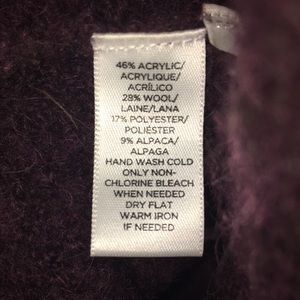 46% ACRYLIC/
ACRYLIQUE/
ACRÍLICO
28% WOOL/
LAINE/LANA
17% POLYESTER/
POLIÉSTER
9% ALPACA/
ALPAGA
HAND WASH COLD
ONLY NON-
CHLORINE BLEACH
WHEN NEEDED
DRY FLAT
WARM IRON
IF NEEDED